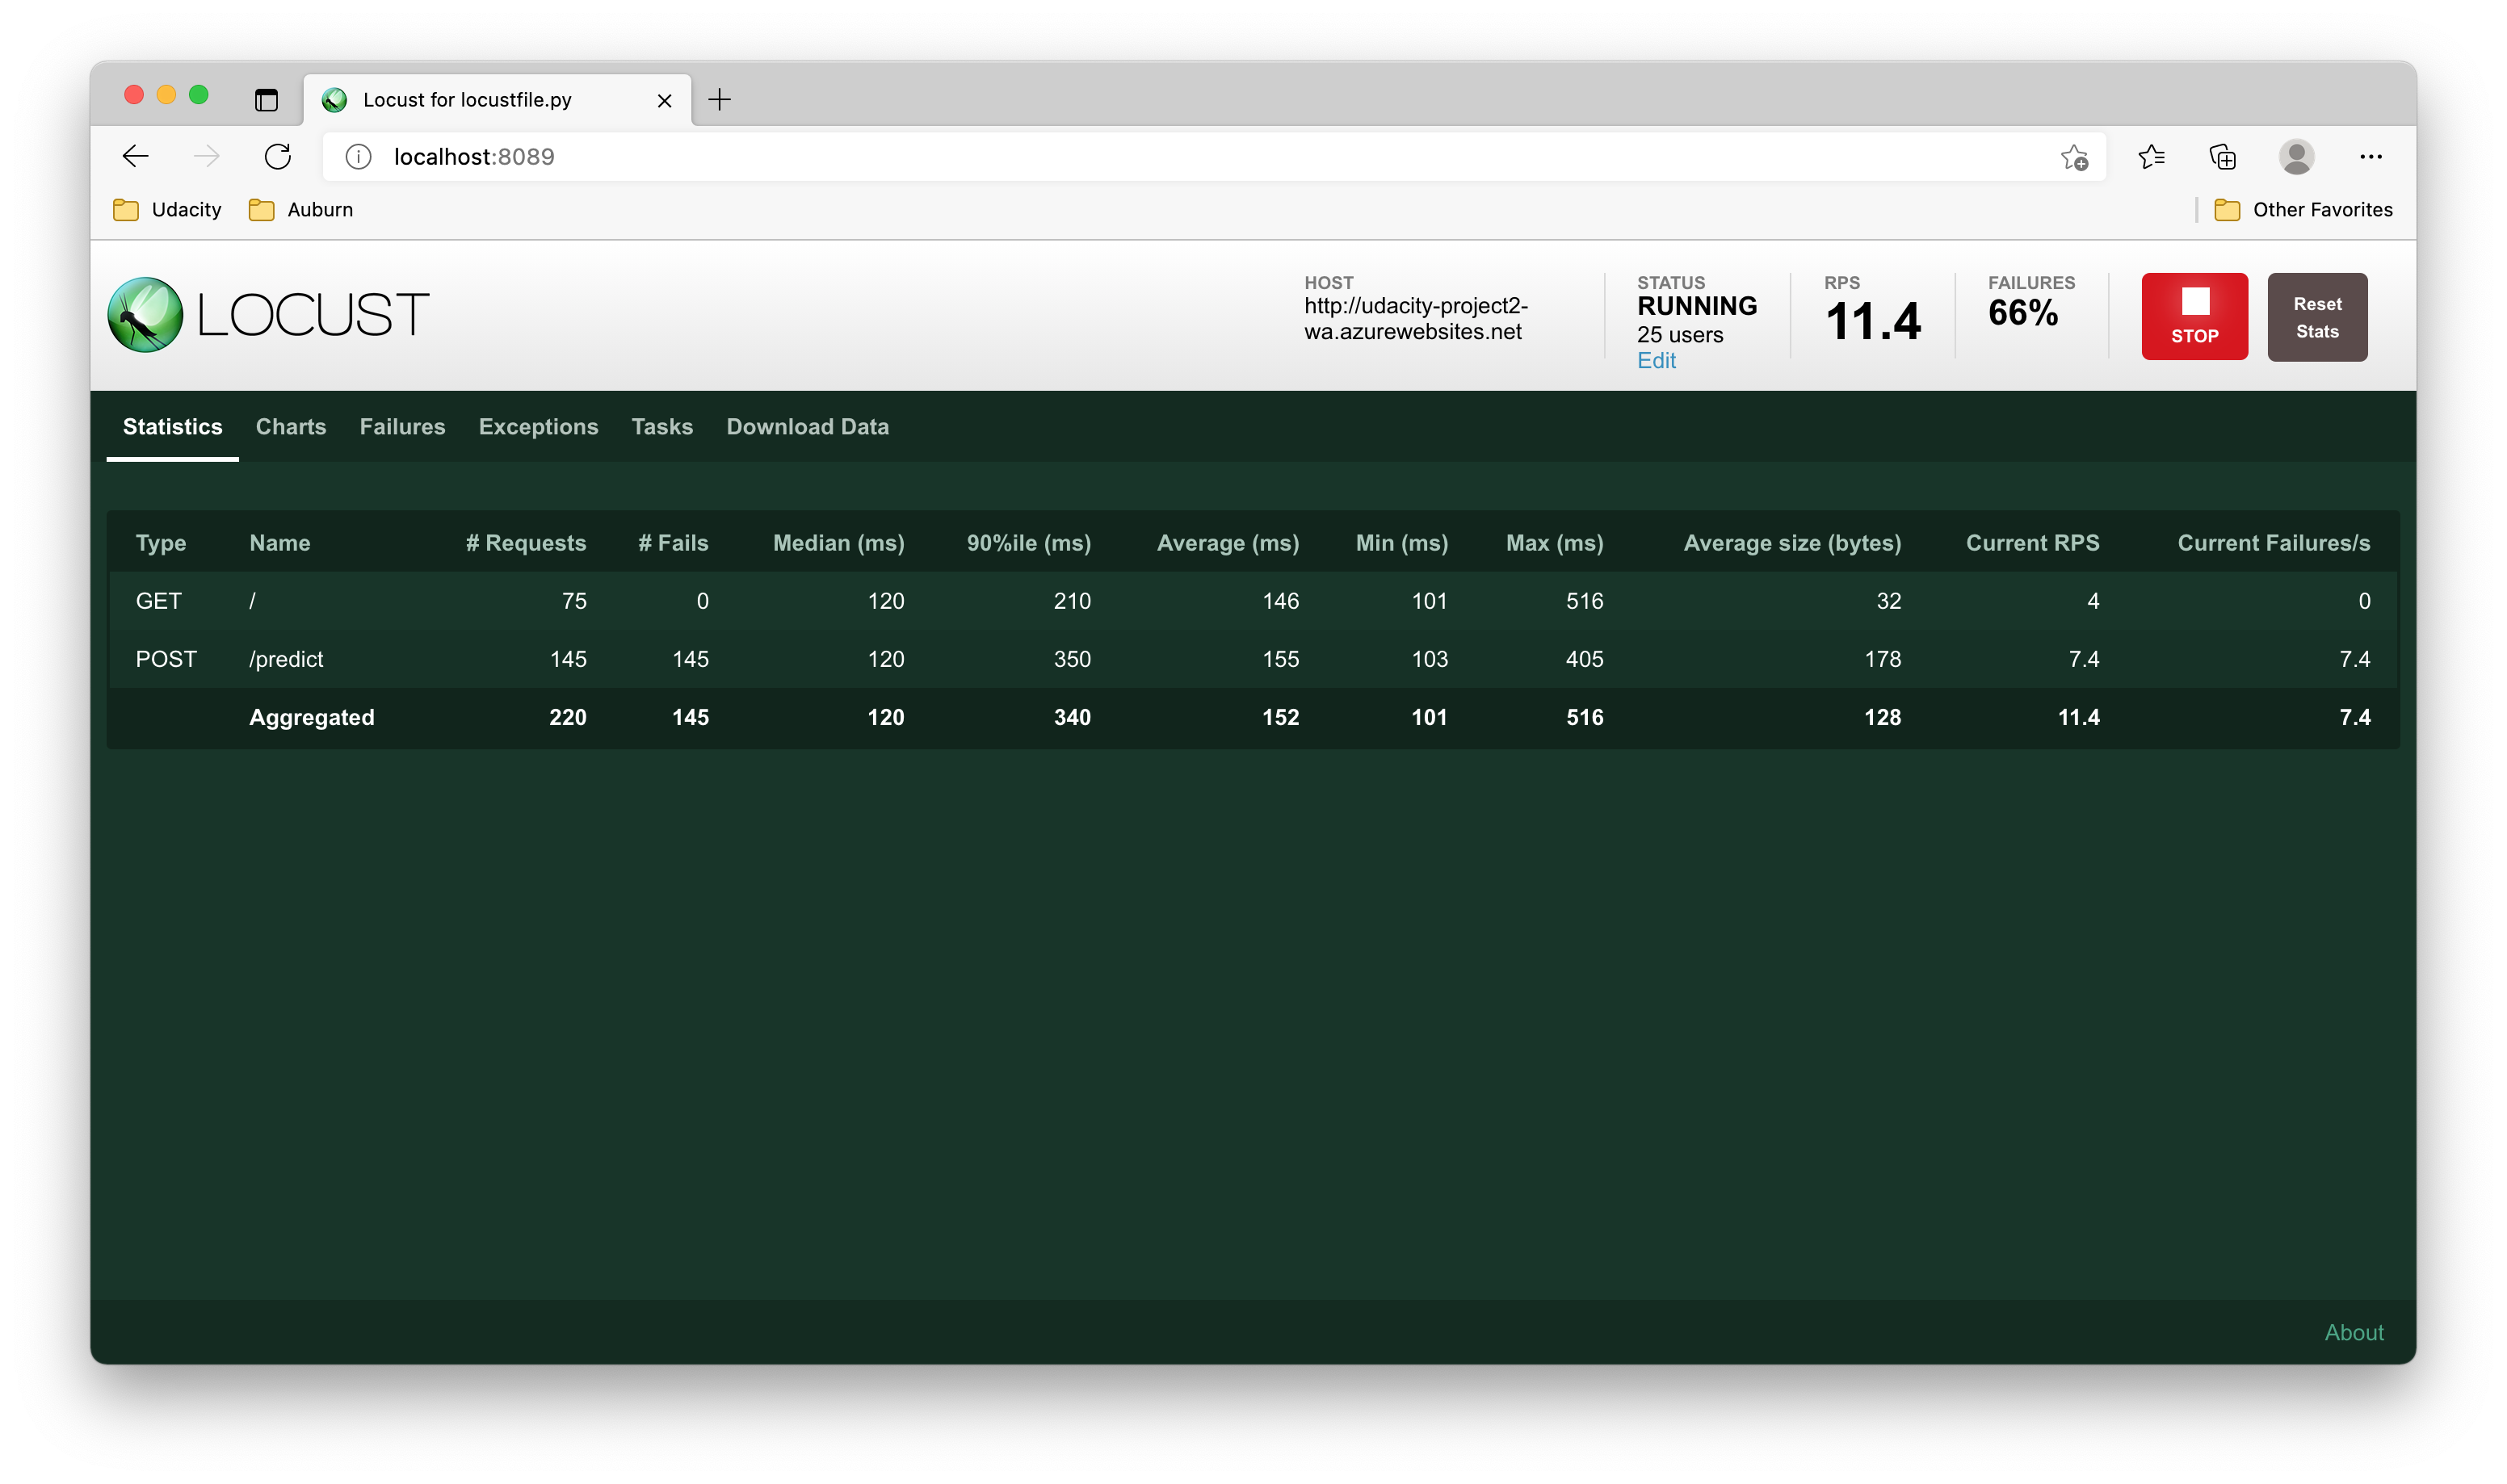 Locust for locustfile.py
localhost:8089
Udacity Auburn Other Favorites
LOCUST
HOST
http://udacity-project2-
wa.azurewebsites.net
STATUS
RUNNING
25 users
Edit
RPS
11.4
FAILURES
66%
STOP
Reset
Stats
Statistics Charts Failures Exceptions Tasks Download Data
Type Name # Requests # Fails Median (ms) 90%ile (ms) Average (ms) Min (ms) Max (ms) Average size (bytes) Current RPS Current Failures/s
GET / 75 0 120 210 146 101 516 32 4 0
POST /predict 145 145 120 350 155 103 405 178 7.4 7.4
Aggregated 220 145 120 340 152 101 516 128 11.4 7.4
About